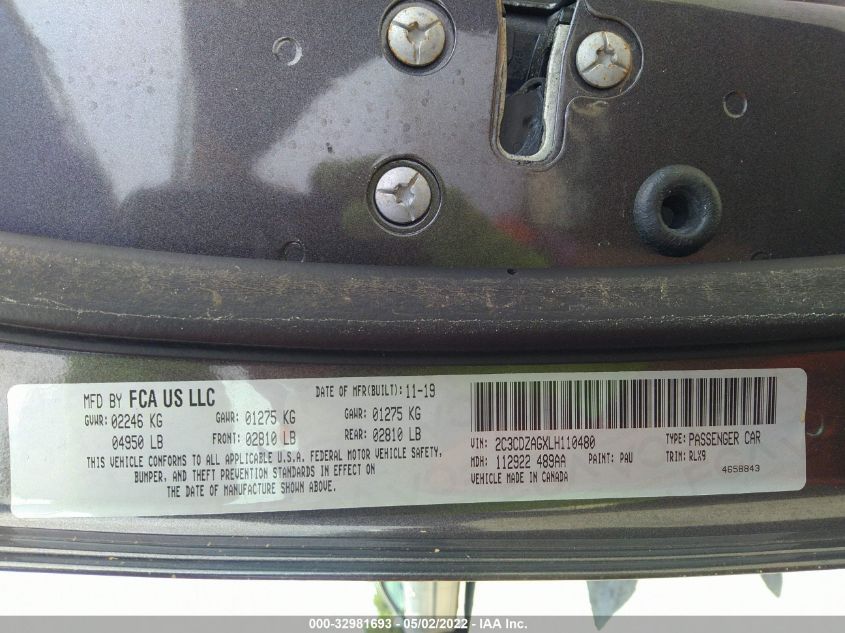 MFD BY FCA US LLC DATE OF MFR(BUILT): 11-19
GVWR: 02246 KG GAWR: 01275 KG GAWR: 01275 KG
04950 LB FRONT: 02810 LB REAR: 02810 LB
THIS VEHICLE CONFORMS TO ALL APPLICABLE U.S.A. FEDERAL MOTOR VEHICLE SAFETY,
BUMPER, AND THEFT PREVENTION STANDARDS IN EFFECT ON
THE DATE OF MANUFACTURE SHOWN ABOVE.
VIN: 2C3CDZAGXLH110480 TYPE: PASSENGER CAR
MDH: 112922 489AA PAINT: PAU TRIM: RLX9
VEHICLE MADE IN CANADA 4658843
000-32981693 - 05/02/2022 - IAA Inc.